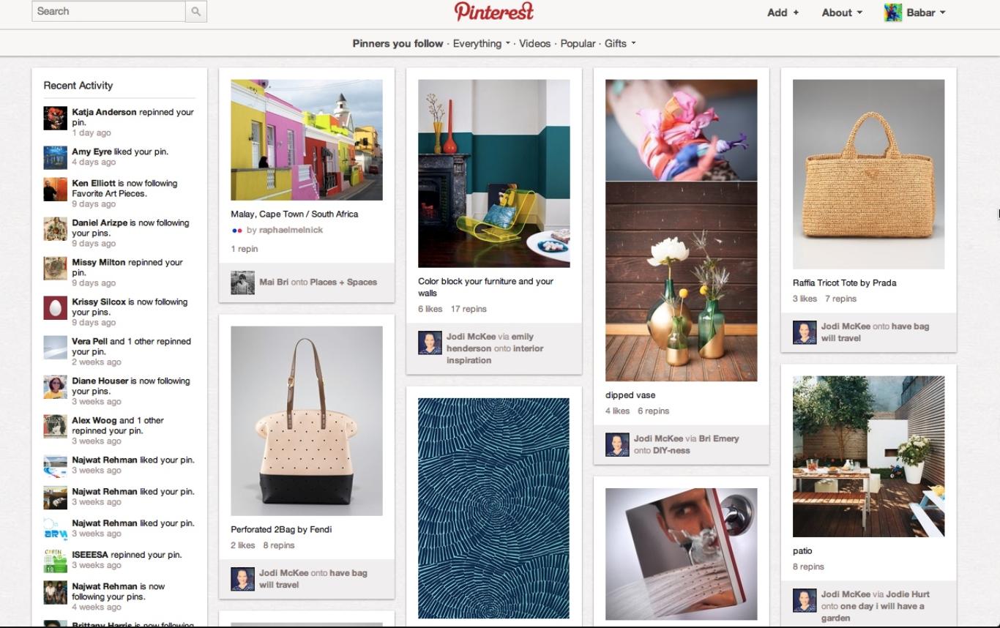 Search
Pinterest
Add +
About
Babar
Pinners you follow · Everything · Videos · Popular · Gifts
Recent Activity
Katja Anderson repinned your
pin.
1 day ago
Amy Eyre liked your pin.
4 days ago
Ken Elliott is now following
Favorite Art Pieces.
9 days ago
Daniel Arizpe is now following
your pins.
9 days ago
Missy Milton repinned your
pin.
9 days ago
Krissy Silcox is now following
your pins.
9 days ago
Vera Pell and 1 other repinned
your pin.
2 weeks ago
Diane Houser is now following
your pins.
3 weeks ago
Alex Woog and 1 other
repinned your pin.
3 weeks ago
Najwat Rehman liked your pin.
3 weeks ago
Najwat Rehman liked your pin.
3 weeks ago
Najwat Rehman liked your pin.
3 weeks ago
ISEEESA repinned your pin.
3 weeks ago
Najwat Rehman is now
following your pins.
4 weeks ago
Brittany Harris is now following
Malay, Cape Town / South Africa
by raphaelmelnick
1 repin
Mai Bri onto Places + Spaces
Perforated 2Bag by Fendi
2 likes 8 repins
Jodi McKee onto have bag
will travel
Color block your furniture and your
walls
6 likes 17 repins
Jodi McKee via emily
henderson onto interior
inspiration
dipped vase
4 likes 6 repins
Jodi McKee via Bri Emery
onto DIY-ness
Raffia Tricot Tote by Prada
3 likes 7 repins
Jodi McKee onto have bag
will travel
patio
8 repins
Jodi McKee via Jodie Hurt
onto one day i will have a
garden